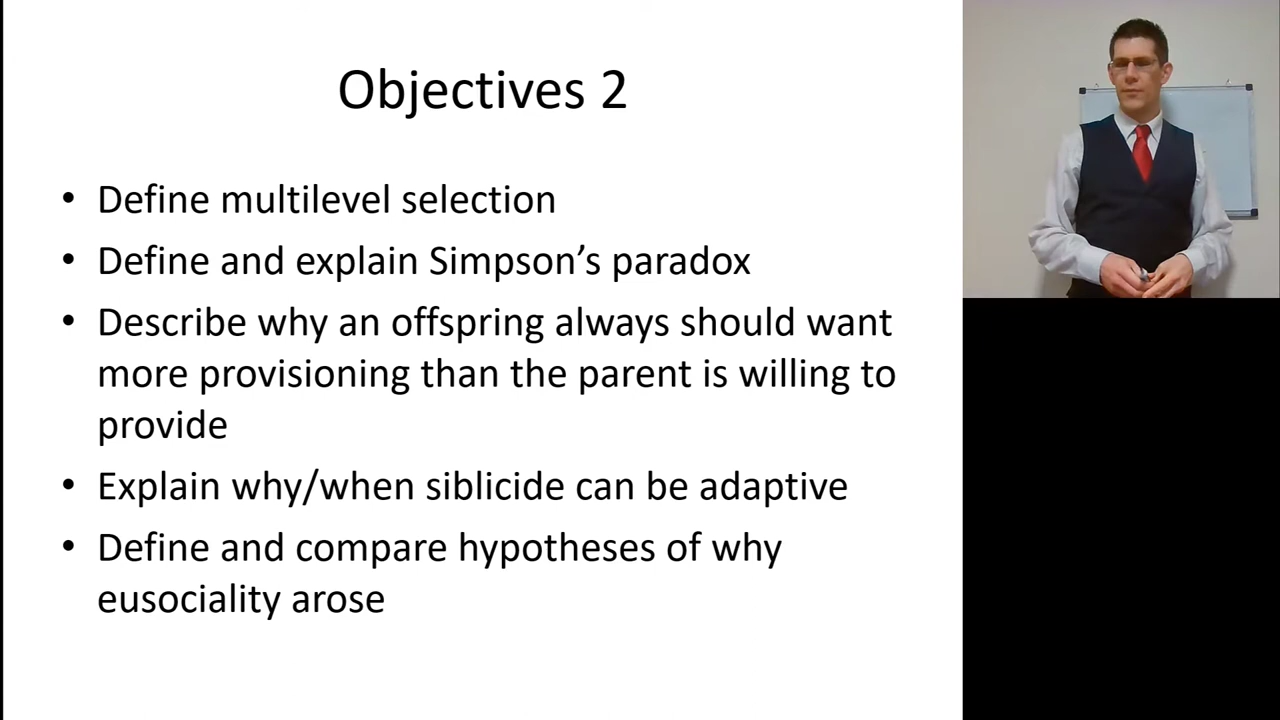 Objectives 2
• Define multilevel selection
• Define and explain Simpson’s paradox
• Describe why an offspring always should want
more provisioning than the parent is willing to
provide
• Explain why/when siblicide can be adaptive
• Define and compare hypotheses of why
eusociality arose